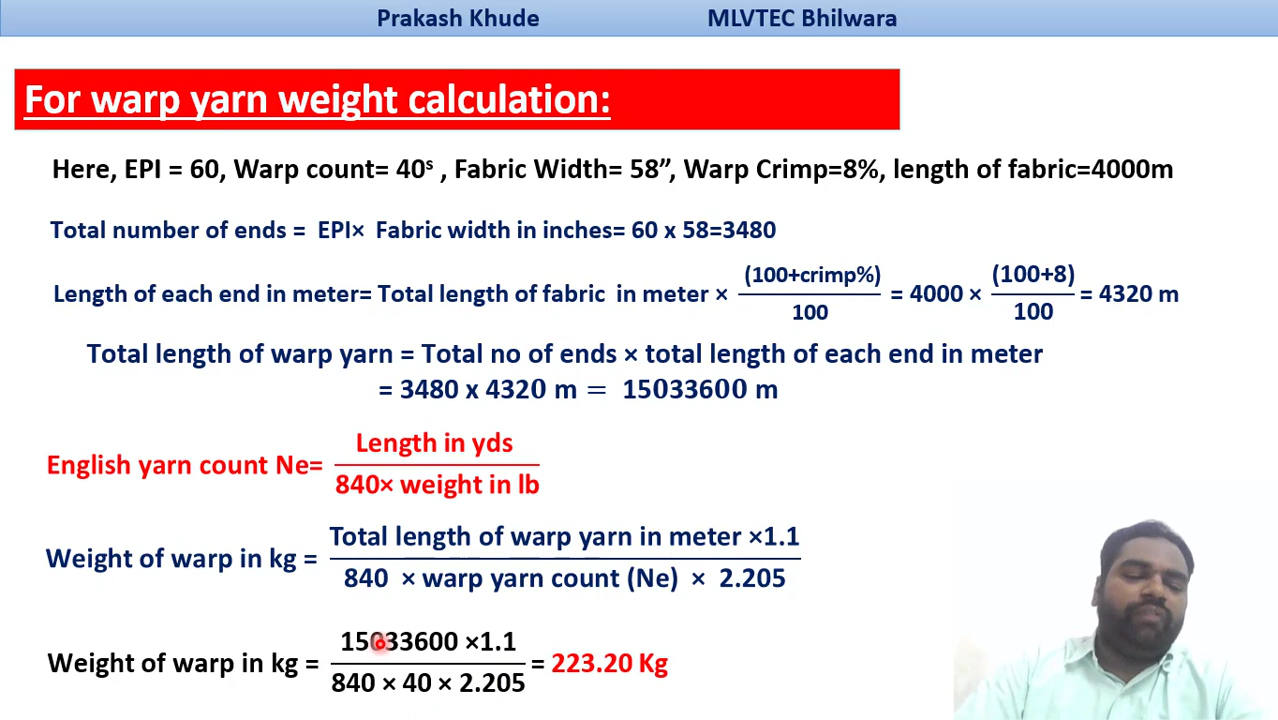 Prakash Khude MLVTEC Bhilwara
For warp yarn weight calculation:
Here, EPI = 60, Warp count= 40ˢ , Fabric Width= 58”, Warp Crimp=8%, length of fabric=4000m
Total number of ends = EPI× Fabric width in inches= 60 x 58=3480
Length of each end in meter= Total length of fabric in meter × (100+crimp%)/100 = 4000 × (100+8)/100 = 4320 m
Total length of warp yarn = Total no of ends × total length of each end in meter
= 3480 x 4320 m = 15033600 m
English yarn count Ne= Length in yds / 840× weight in lb
Weight of warp in kg = Total length of warp yarn in meter ×1.1 / 840 × warp yarn count (Ne) × 2.205
Weight of warp in kg = 15033600 ×1.1 / 840 × 40 × 2.205 = 223.20 Kg